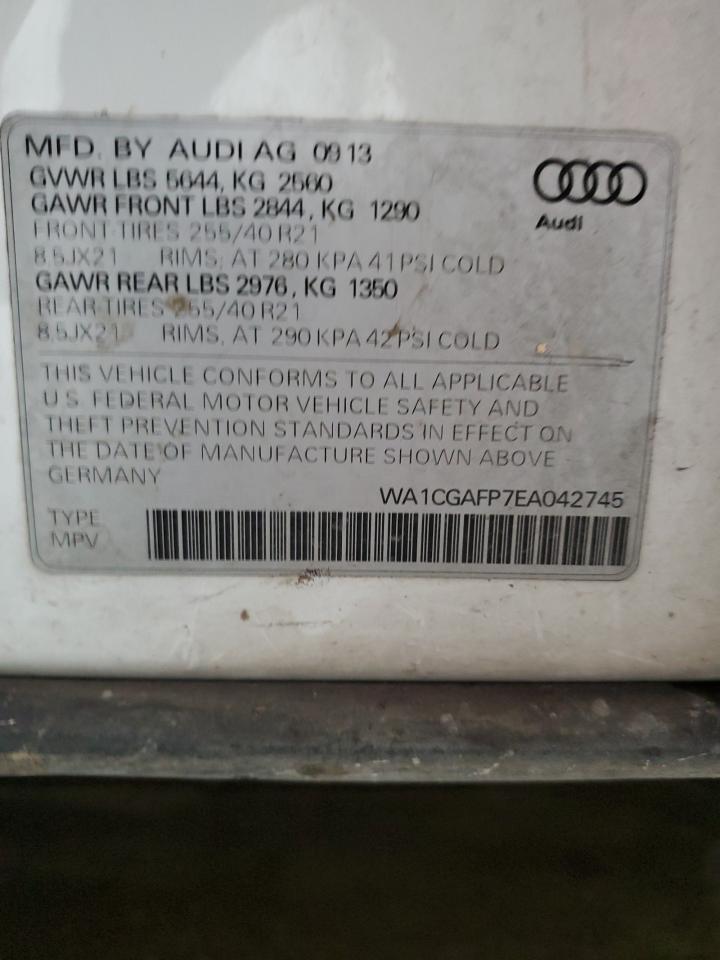 MFD. BY AUDI AG 09 13
GVWR LBS 5644, KG 2560
GAWR FRONT LBS 2844, KG 1290
FRONT-TIRES 255/40 R21
8.5JX21 RIMS, AT 280 KPA 41PSI COLD
GAWR REAR LBS 2976, KG 1350
REAR-TIRES 255/40 R21
8.5JX21 RIMS, AT 290 KPA 42PSI COLD
Audi
THIS VEHICLE CONFORMS TO ALL APPLICABLE
U.S. FEDERAL MOTOR VEHICLE SAFETY AND
THEFT PREVENTION STANDARDS IN EFFECT ON
THE DATE OF MANUFACTURE SHOWN ABOVE
GERMANY
WA1CGAFP7EA042745
TYPE
MPV